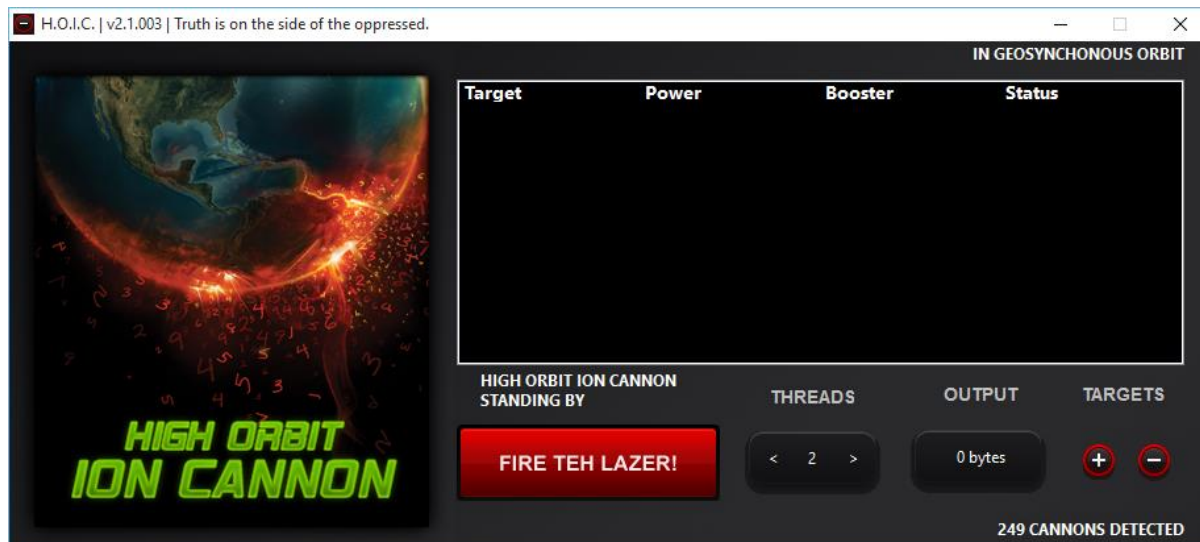 H.O.I.C. | v2.1.003 | Truth is on the side of the oppressed.
IN GEOSYNCHONOUS ORBIT
Target Power Booster Status
HIGH ORBIT
ION CANNON
HIGH ORBIT ION CANNON
STANDING BY
THREADS
OUTPUT
TARGETS
FIRE TEH LAZER!
< 2 >
0 bytes
+ −
249 CANNONS DETECTED